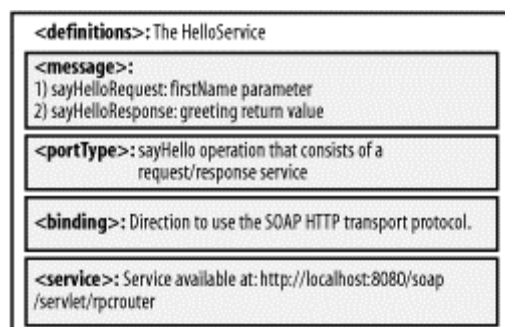 <definitions>: The HelloService
<message>:
1) sayHelloRequest: firstName parameter
2) sayHelloResponse: greeting return value
<portType>: sayHello operation that consists of a
request/response service
<binding>: Direction to use the SOAP HTTP transport protocol.
<service>: Service available at: http://localhost:8080/soap
/servlet/rpcrouter